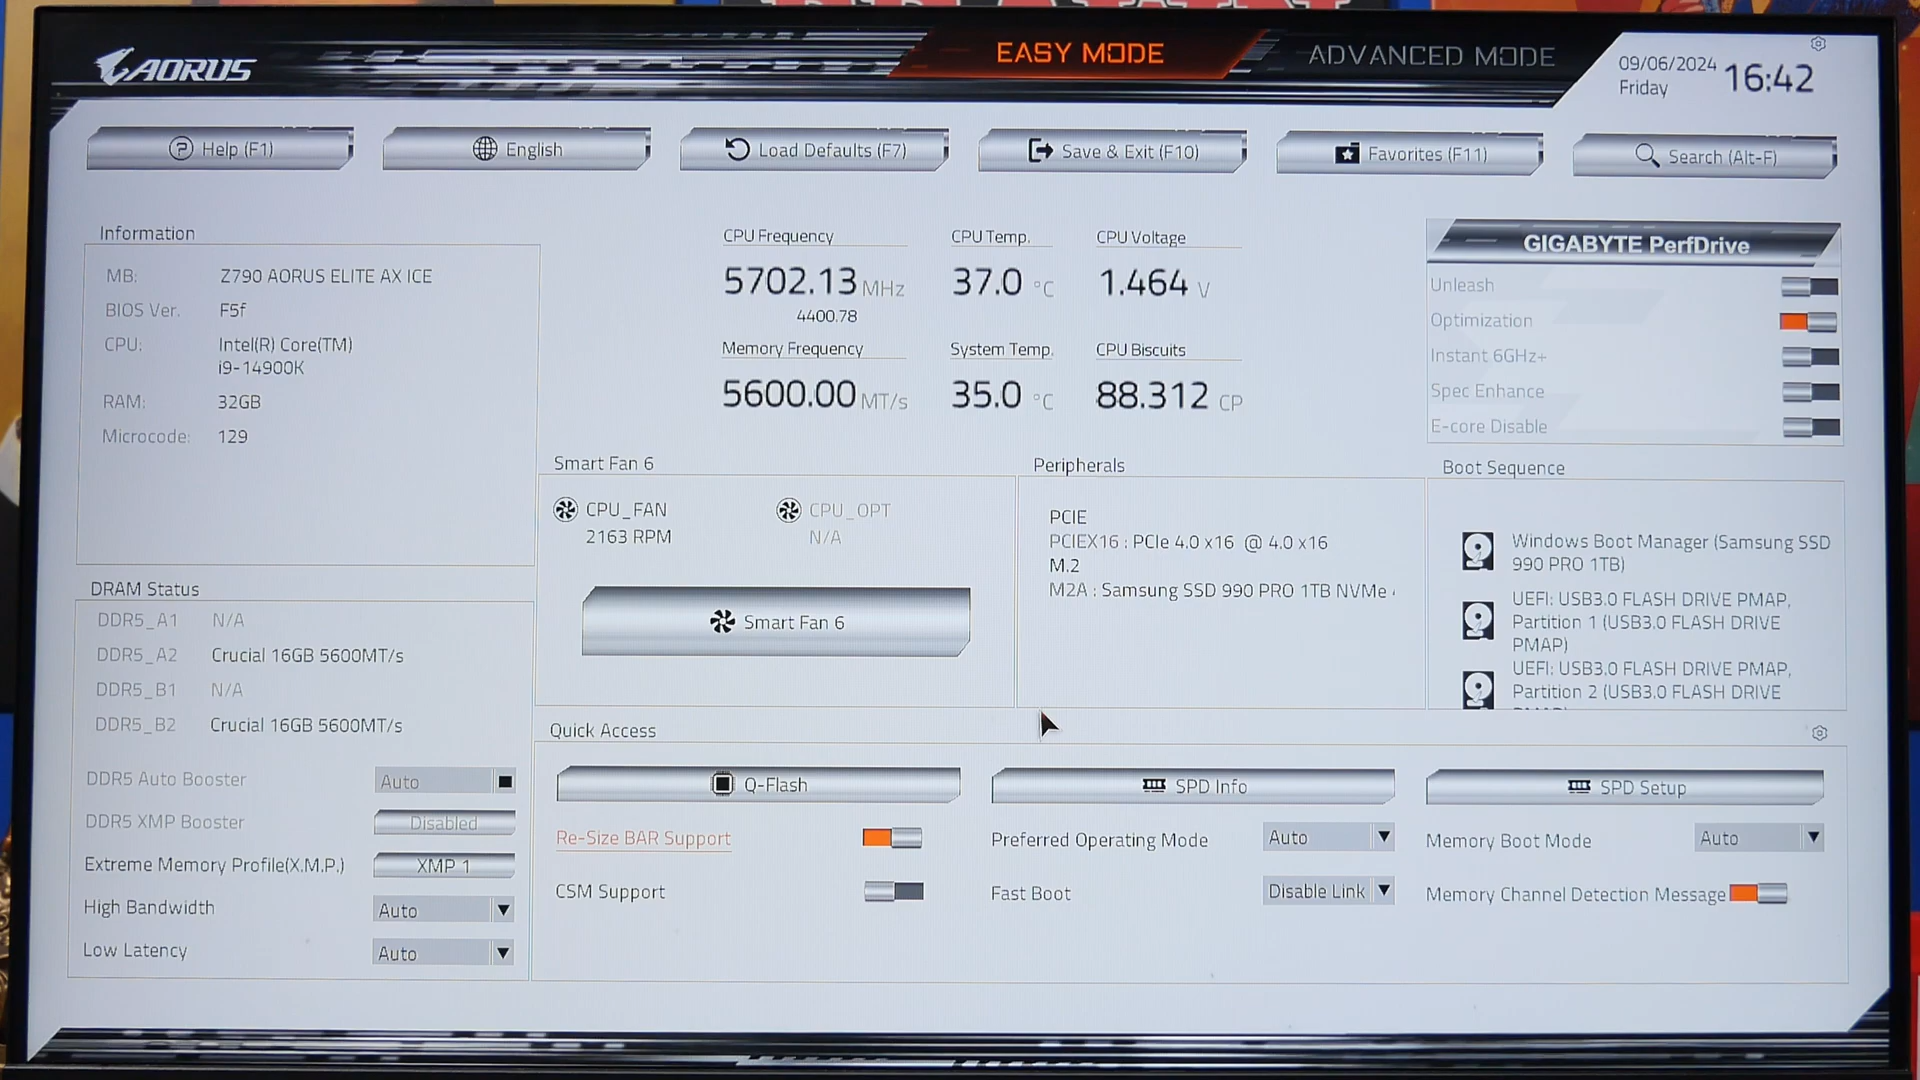 AORUS
EASY MODE
ADVANCED MODE
09/06/2024
Friday
16:42
Help (F1)
English
Load Defaults (F7)
Save & Exit (F10)
Favorites (F11)
Search (Alt-F)
Information
MB: Z790 AORUS ELITE AX ICE
BIOS Ver. F5f
CPU: Intel(R) Core(TM)
i9-14900K
RAM: 32GB
Microcode: 129
CPU Frequency
5702.13 MHz
4400.78
CPU Temp.
37.0 °C
CPU Voltage
1.464 V
Memory Frequency
5600.00 MT/s
System Temp.
35.0 °C
CPU Biscuits
88.312 CP
GIGABYTE PerfDrive
Unleash
Optimization
Instant 6GHz+
Spec Enhance
E-core Disable
DRAM Status
DDR5_A1 N/A
DDR5_A2 Crucial 16GB 5600MT/s
DDR5_B1 N/A
DDR5_B2 Crucial 16GB 5600MT/s
DDR5 Auto Booster Auto
DDR5 XMP Booster Disabled
Extreme Memory Profile(X.M.P.) XMP 1
High Bandwidth Auto
Low Latency Auto
Smart Fan 6
CPU_FAN
2163 RPM
CPU_OPT
N/A
Smart Fan 6
Peripherals
PCIE
PCIEX16 : PCIe 4.0 x16 @ 4.0 x16
M.2
M2A : Samsung SSD 990 PRO 1TB NVMe
Boot Sequence
Windows Boot Manager (Samsung SSD
990 PRO 1TB)
UEFI: USB3.0 FLASH DRIVE PMAP,
Partition 1 (USB3.0 FLASH DRIVE
PMAP)
UEFI: USB3.0 FLASH DRIVE PMAP,
Partition 2 (USB3.0 FLASH DRIVE
Quick Access
Q-Flash
SPD Info
SPD Setup
Re-Size BAR Support
Preferred Operating Mode Auto
Memory Boot Mode Auto
CSM Support
Fast Boot Disable Link
Memory Channel Detection Message